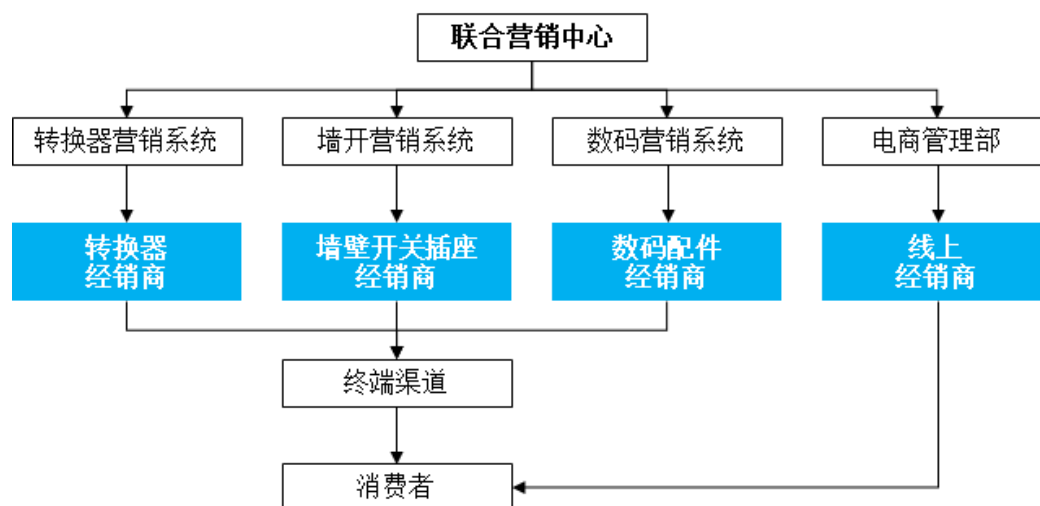 联合营销中心
转换器营销系统
墙开营销系统
数码营销系统
电商管理部
转换器
经销商
墙壁开关插座
经销商
数码配件
经销商
线上
经销商
终端渠道
消费者